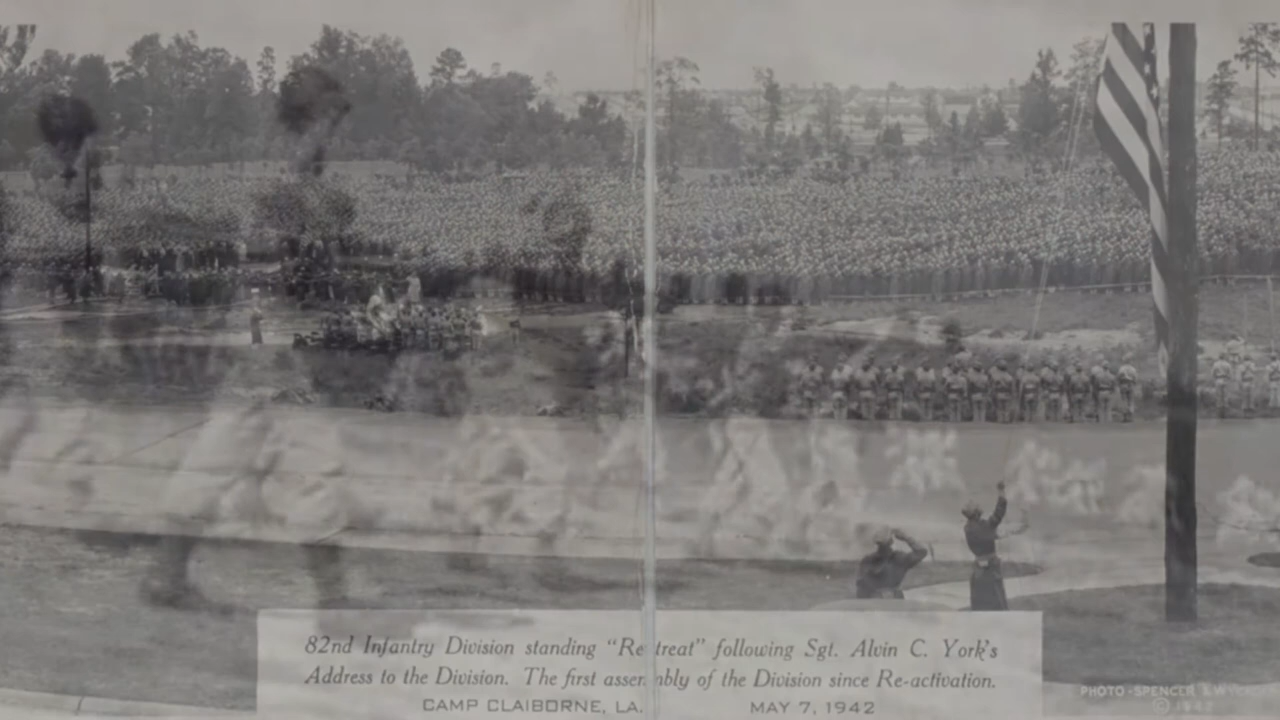 82nd Infantry Division standing "Retreat" following Sgt. Alvin C. York's
Address to the Division. The first assembly of the Division since Re-activation.
CAMP CLAIBORNE, LA. MAY 7, 1942
PHOTO-SPENCER &
© 1942